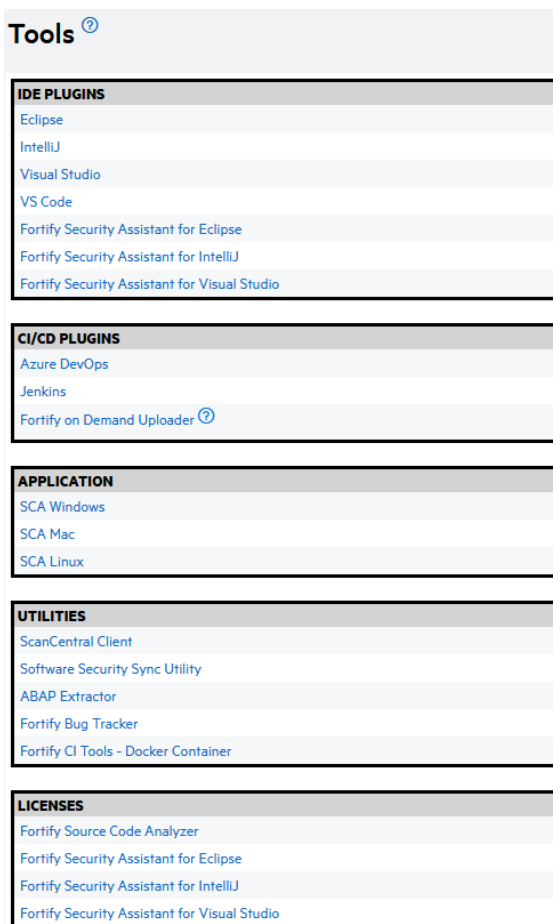 Tools ?
IDE PLUGINS
Eclipse
IntelliJ
Visual Studio
VS Code
Fortify Security Assistant for Eclipse
Fortify Security Assistant for IntelliJ
Fortify Security Assistant for Visual Studio
CI/CD PLUGINS
Azure DevOps
Jenkins
Fortify on Demand Uploader ?
APPLICATION
SCA Windows
SCA Mac
SCA Linux
UTILITIES
ScanCentral Client
Software Security Sync Utility
ABAP Extractor
Fortify Bug Tracker
Fortify CI Tools - Docker Container
LICENSES
Fortify Source Code Analyzer
Fortify Security Assistant for Eclipse
Fortify Security Assistant for IntelliJ
Fortify Security Assistant for Visual Studio